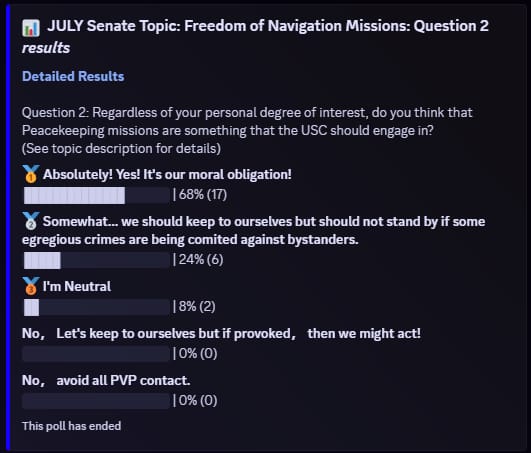 JULY Senate Topic: Freedom of Navigation Missions: Question 2
results
Detailed Results
Question 2: Regardless of your personal degree of interest, do you think that
Peacekeeping missions are something that the USC should engage in?
(See topic description for details)
Absolutely! Yes! It's our moral obligation!
| 68% (17)
Somewhat... we should keep to ourselves but should not stand by if some
egregious crimes are being comited against bystanders.
| 24% (6)
I'm Neutral
| 8% (2)
No, Let's keep to ourselves but if provoked, then we might act!
| 0% (0)
No, avoid all PVP contact.
| 0% (0)
This poll has ended